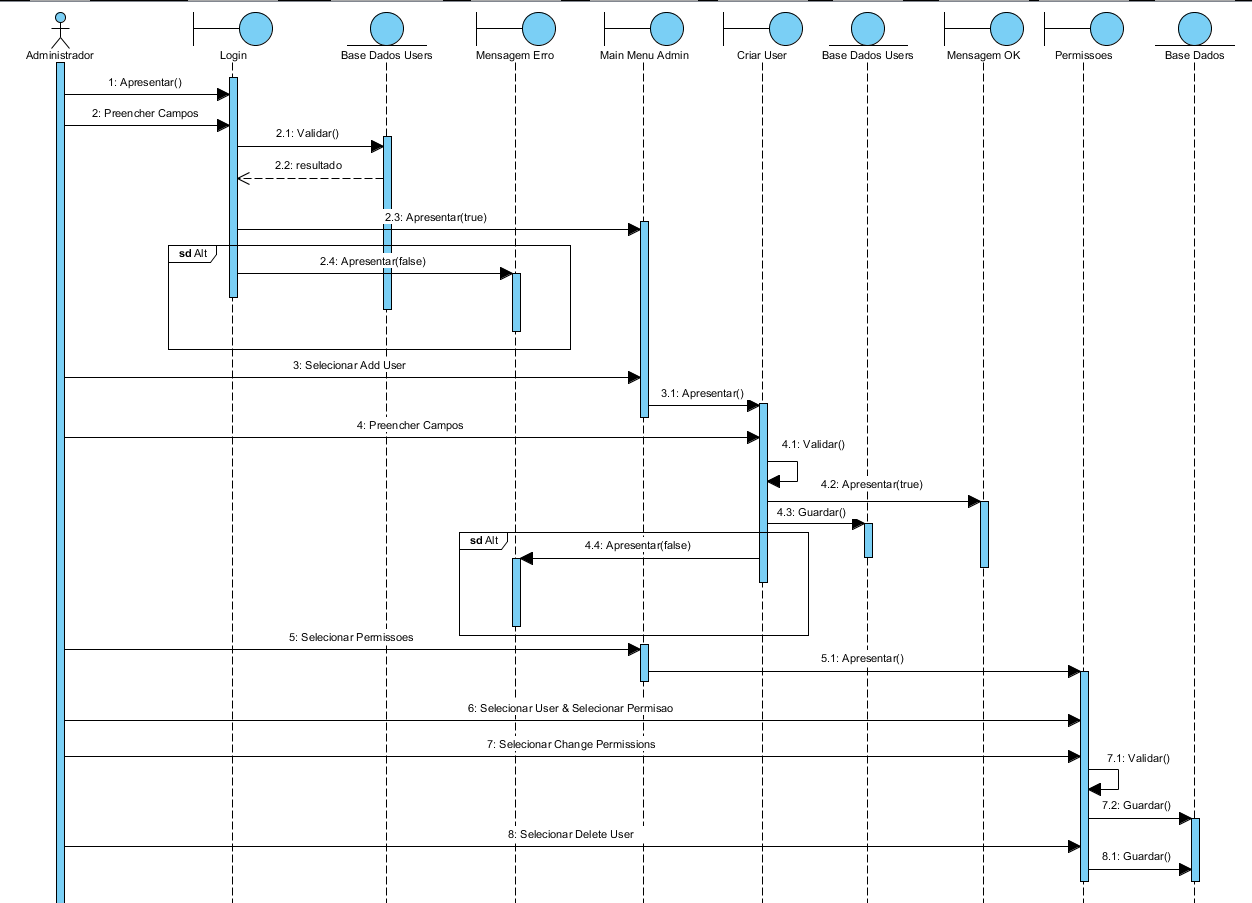 Administrador
Login
Base Dados Users
Mensagem Erro
Main Menu Admin
Criar User
Base Dados Users
Mensagem OK
Permissoes
Base Dados
1: Apresentar()
2: Preencher Campos
2.1: Validar()
2.2: resultado
2.3: Apresentar(true)
sd Alt
2.4: Apresentar(false)
3: Selecionar Add User
3.1: Apresentar()
4: Preencher Campos
4.1: Validar()
4.2: Apresentar(true)
4.3: Guardar()
sd Alt
4.4: Apresentar(false)
5: Selecionar Permissoes
5.1: Apresentar()
6: Selecionar User & Selecionar Permisao
7: Selecionar Change Permissions
7.1: Validar()
7.2: Guardar()
8: Selecionar Delete User
8.1: Guardar()